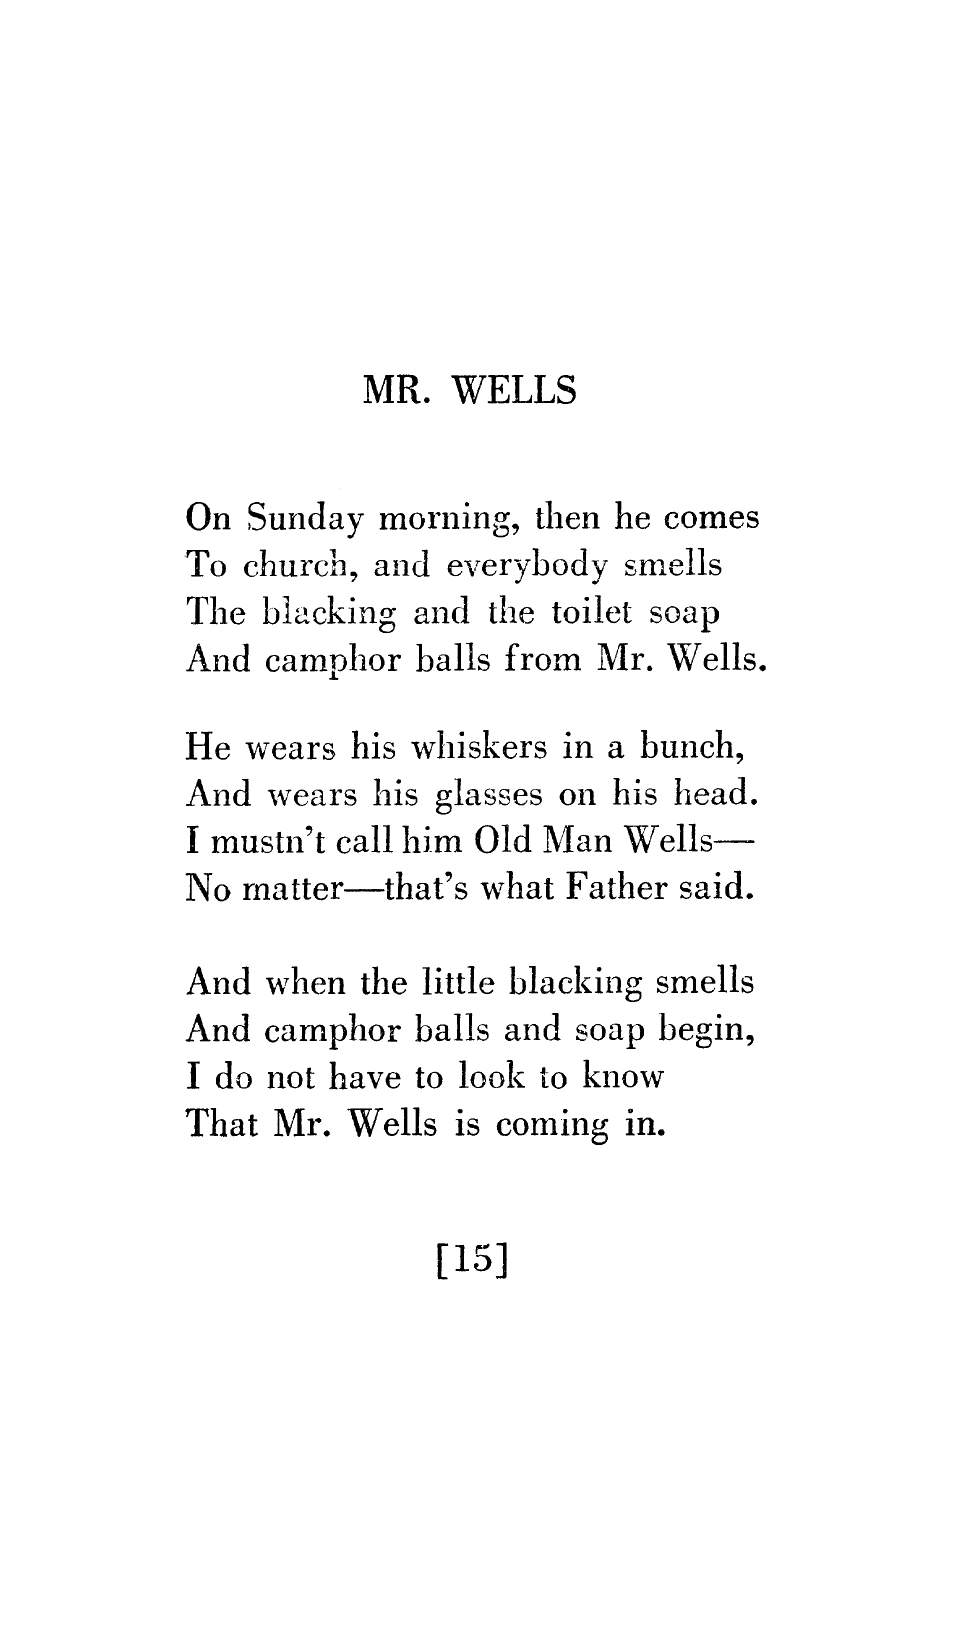 MR. WELLS
On Sunday morning, then he comes
To church, and everybody smells
The blacking and the toilet soap
And camphor balls from Mr. Wells.
He wears his whiskers in a bunch,
And wears his glasses on his head.
I mustn't call him Old Man Wells—
No matter—that's what Father said.
And when the little blacking smells
And camphor balls and soap begin,
I do not have to look to know
That Mr. Wells is coming in.
[15]